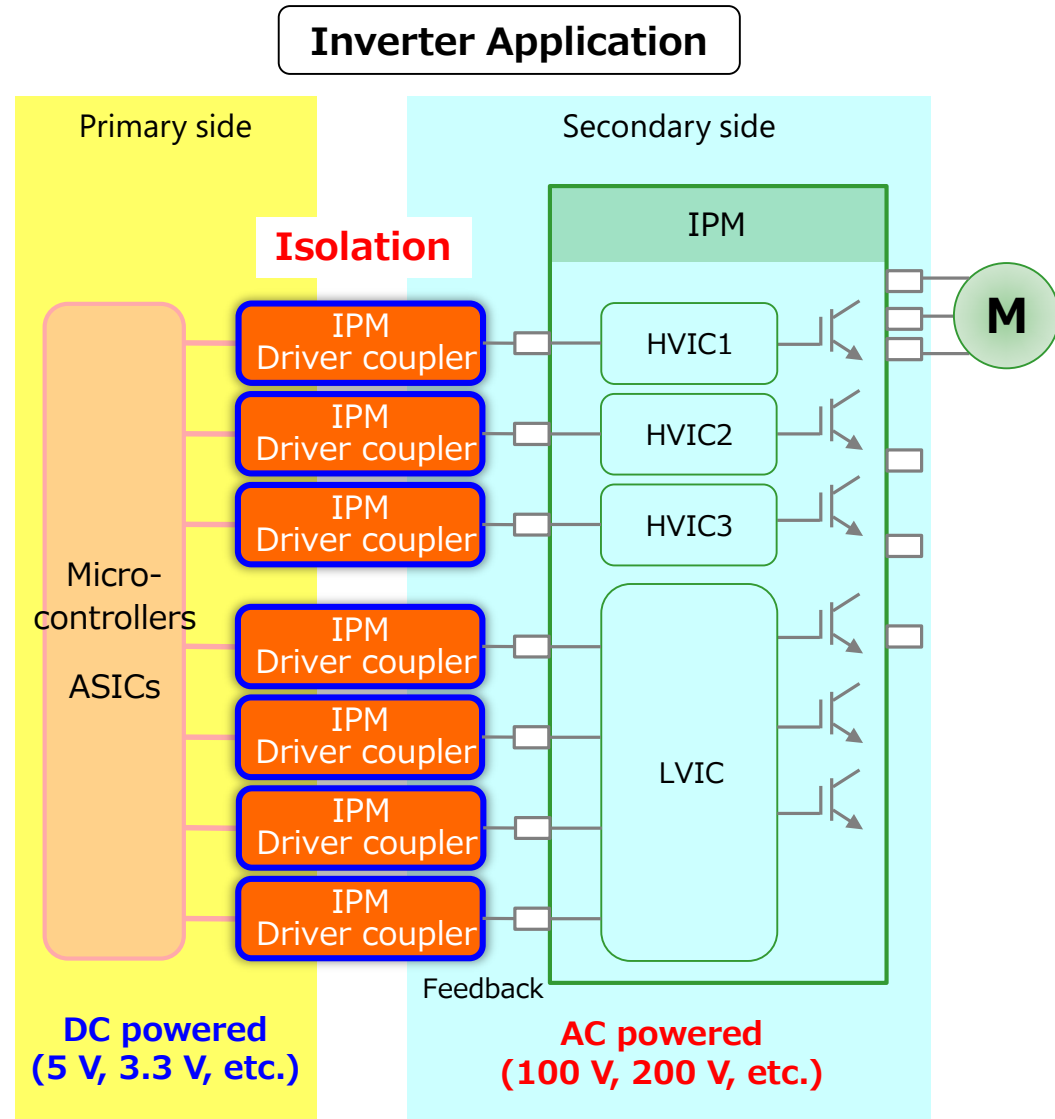 Inverter Application
Primary side
Secondary side
IPM
Isolation
M
IPM
Driver coupler
HVIC1
IPM
Driver coupler
HVIC2
IPM
Driver coupler
HVIC3
Micro-
controllers
ASICs
IPM
Driver coupler
IPM
Driver coupler
LVIC
IPM
Driver coupler
IPM
Driver coupler
Feedback
DC powered
(5 V, 3.3 V, etc.)
AC powered
(100 V, 200 V, etc.)